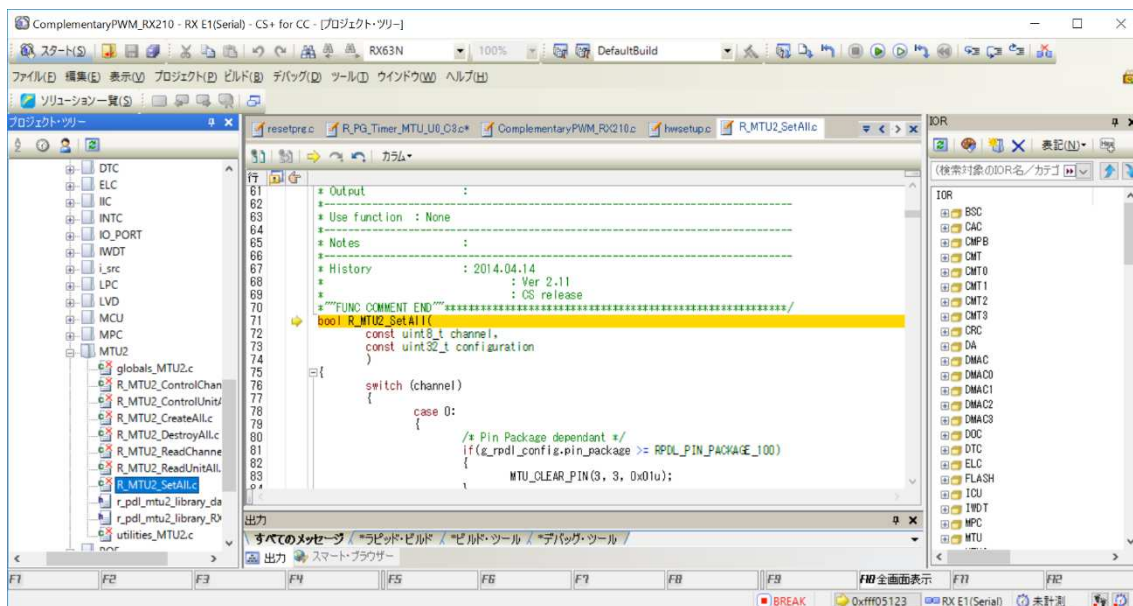 ComplementaryPWM_RX210 - RX E1(Serial) - CS+ for CC - [プロジェクト・ツリー]
スタート(S)
RX63N
100%
DefaultBuild
ファイル(F) 編集(E) 表示(V) プロジェクト(P) ビルド(B) デバッグ(D) ツール(T) ウインドウ(W) ヘルプ(H)
ソリューション一覧(S)
プロジェクト・ツリー
DTC
ELC
IIC
INTC
IO_PORT
IWDT
i_src
LPC
LVD
MCU
MPC
MTU2
globals_MTU2.c
R_MTU2_ControlChan
R_MTU2_ControlUnitA
R_MTU2_CreateAll.c
R_MTU2_DestroyAll.c
R_MTU2_ReadChanne
R_MTU2_ReadUnitAll.
R_MTU2_SetAll.c
r_pdl_mtu2_library_da
r_pdl_mtu2_library_RX
utilities_MTU2.c
resetprg.c
R_PG_Timer_MTU_U0_C3.c*
ComplementaryPWM_RX210.c
hwsetup.c
R_MTU2_SetAll.c
カラム
行
61 * Output :
62 *------------------------------------------------------------------------------
63 * Use function : None
64 *------------------------------------------------------------------------------
65 * Notes :
66 *------------------------------------------------------------------------------
67 * History : 2014.04.14
68 * : Ver 2.11
69 * : CS release
70 *""FUNC COMMENT END""**********************************************************/
71 bool R_MTU2_SetAll(
72 const uint8_t channel,
73 const uint32_t configuration
74 )
75 {
76 switch (channel)
77 {
78 case 0:
79 {
80 /* Pin Package dependant */
81 if(g_rpdl_config.pin_package >= RPDL_PIN_PACKAGE_100)
82 {
83 MTU_CLEAR_PIN(3, 3, 0x01u);
84 }
出力
すべてのメッセージ / *ラピッド・ビルド / *ビルド・ツール / *デバッグ・ツール /
出力 スマート・ブラウザー
IOR
表記(N)
(検索対象のIOR名/カテゴ
IOR
BSC
CAC
CMPB
CMT
CMT0
CMT1
CMT2
CMT3
CRC
DA
DMAC
DMAC0
DMAC1
DMAC2
DMAC3
DOC
DTC
ELC
FLASH
ICU
IWDT
MPC
MTU
F1 F2 F3 F4 F5 F6 F7 F8 F9 F10 全画面表示 F11 F12
BREAK 0xfff05123 RX E1(Serial) 未計測